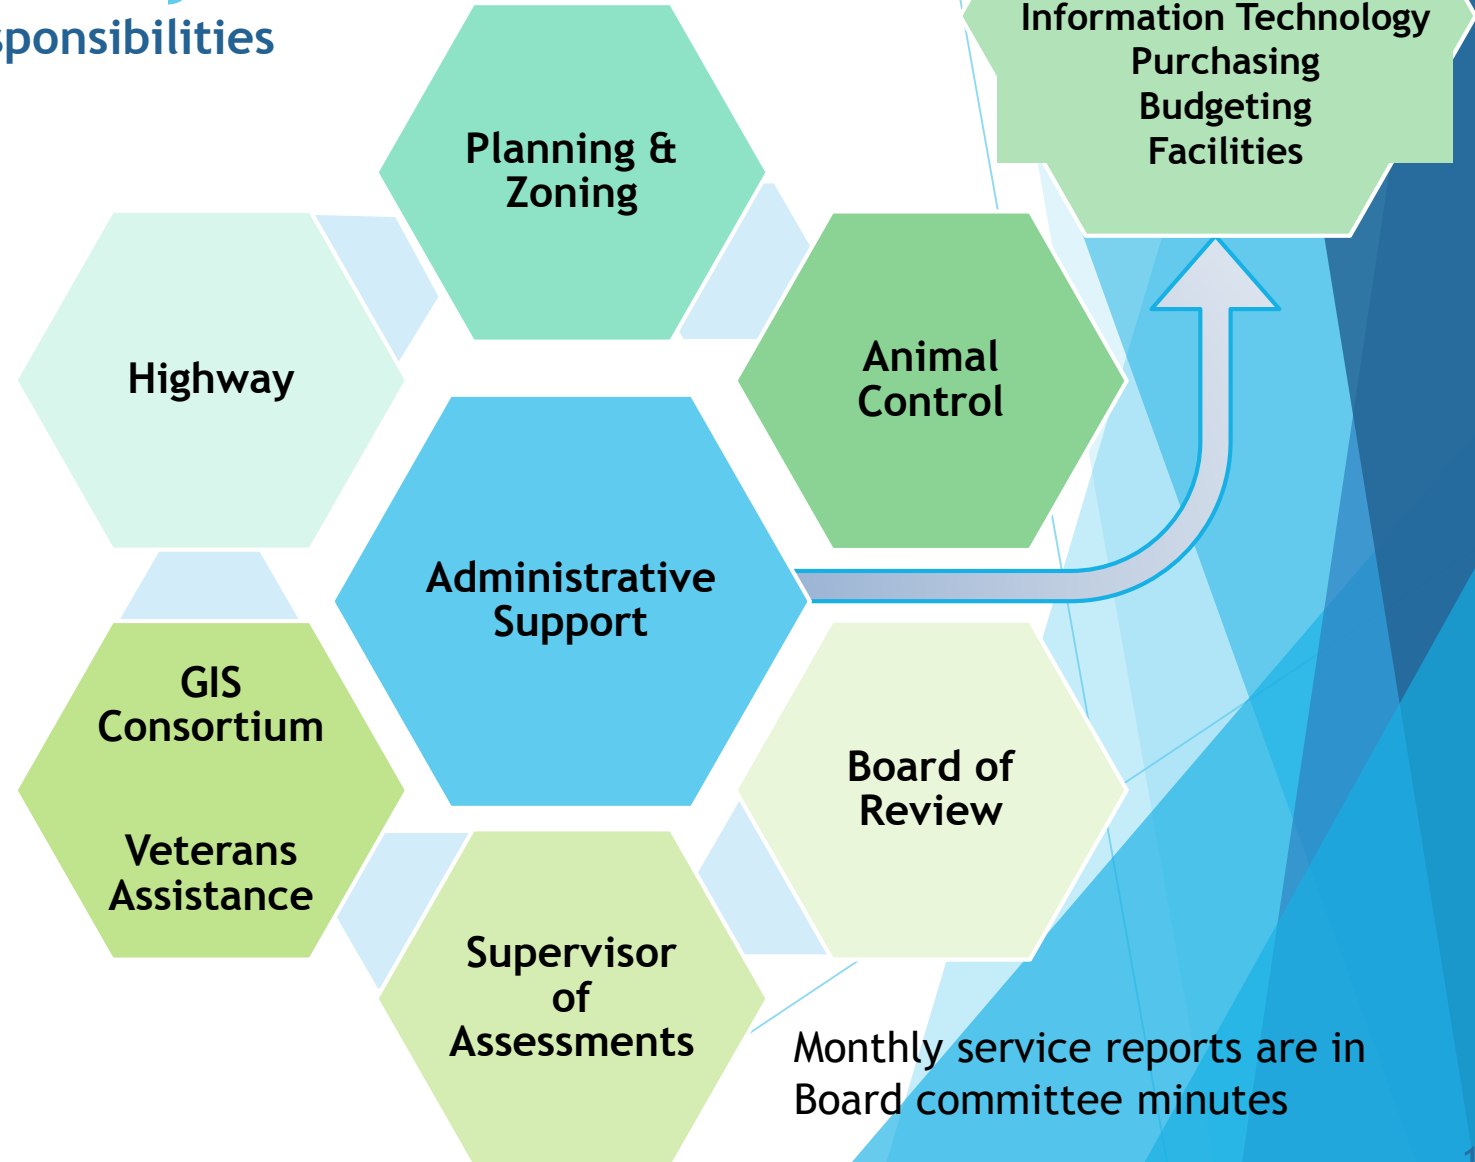 sponsibilities
Information Technology
Purchasing
Budgeting
Facilities
Planning &
Zoning
Highway
Animal
Control
Administrative
Support
GIS
Consortium
Veterans
Assistance
Board of
Review
Supervisor
of
Assessments
Monthly service reports are in
Board committee minutes